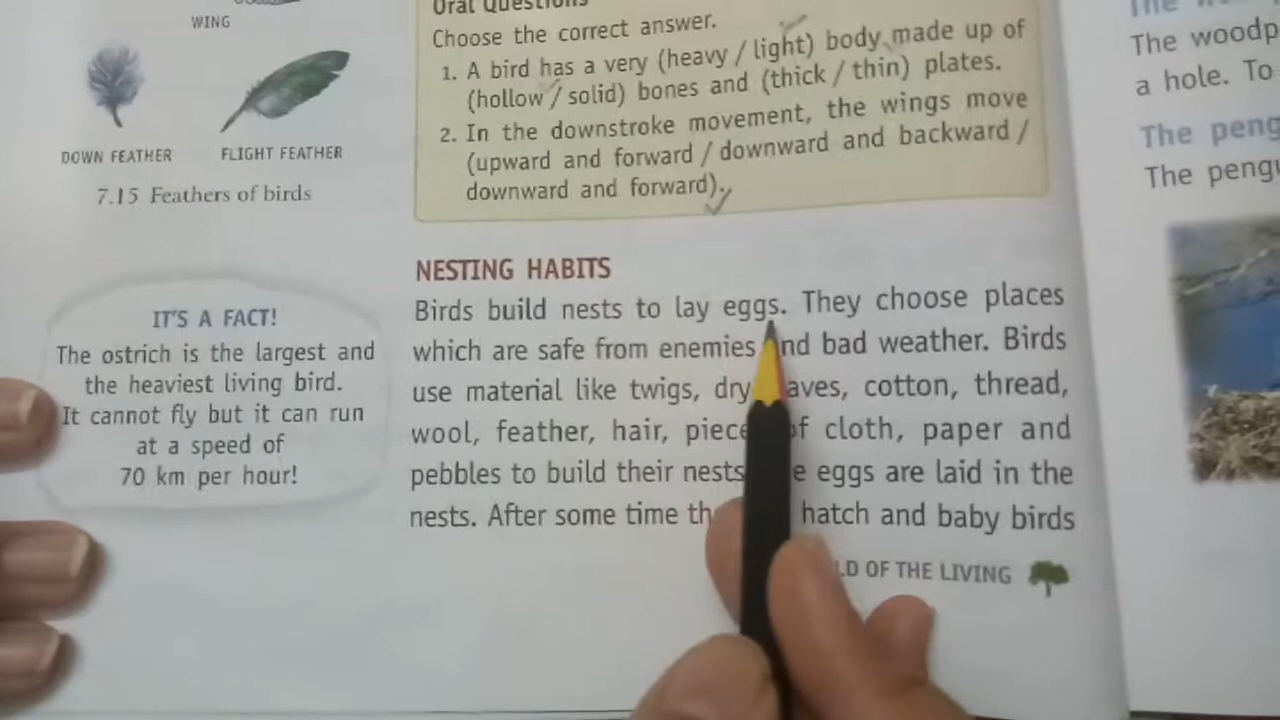 WING
DOWN FEATHER
FLIGHT FEATHER
7.15 Feathers of birds
IT'S A FACT!
The ostrich is the largest and
the heaviest living bird.
It cannot fly but it can run
at a speed of
70 km per hour!
Oral Questions
Choose the correct answer.
1. A bird has a very (heavy / light) body made up of
(hollow / solid) bones and (thick / thin) plates.
2. In the downstroke movement, the wings move
(upward and forward / downward and backward /
downward and forward).
NESTING HABITS
Birds build nests to lay eggs. They choose places
which are safe from enemies and bad weather. Birds
use material like twigs, dry cotton, thread,
wool, feather, hair, of cloth, paper and
pebbles to build their nests eggs are laid in the
nests. After some time hatch and baby birds
OF THE LIVING
The
The
a hole. To
The
The